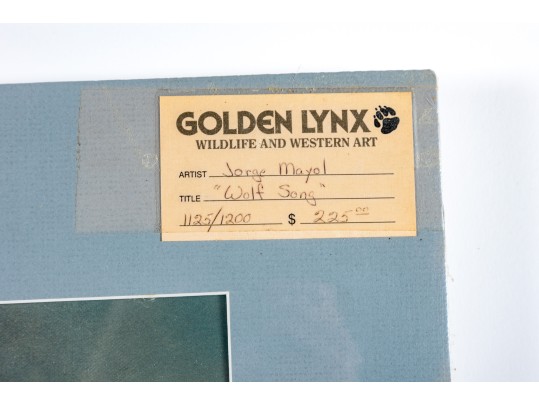 GOLDEN LYNX
WILDLIFE AND WESTERN ART
ARTIST Jorge Mayol
TITLE "Wolf Song"
1125/1200 $ 225.00